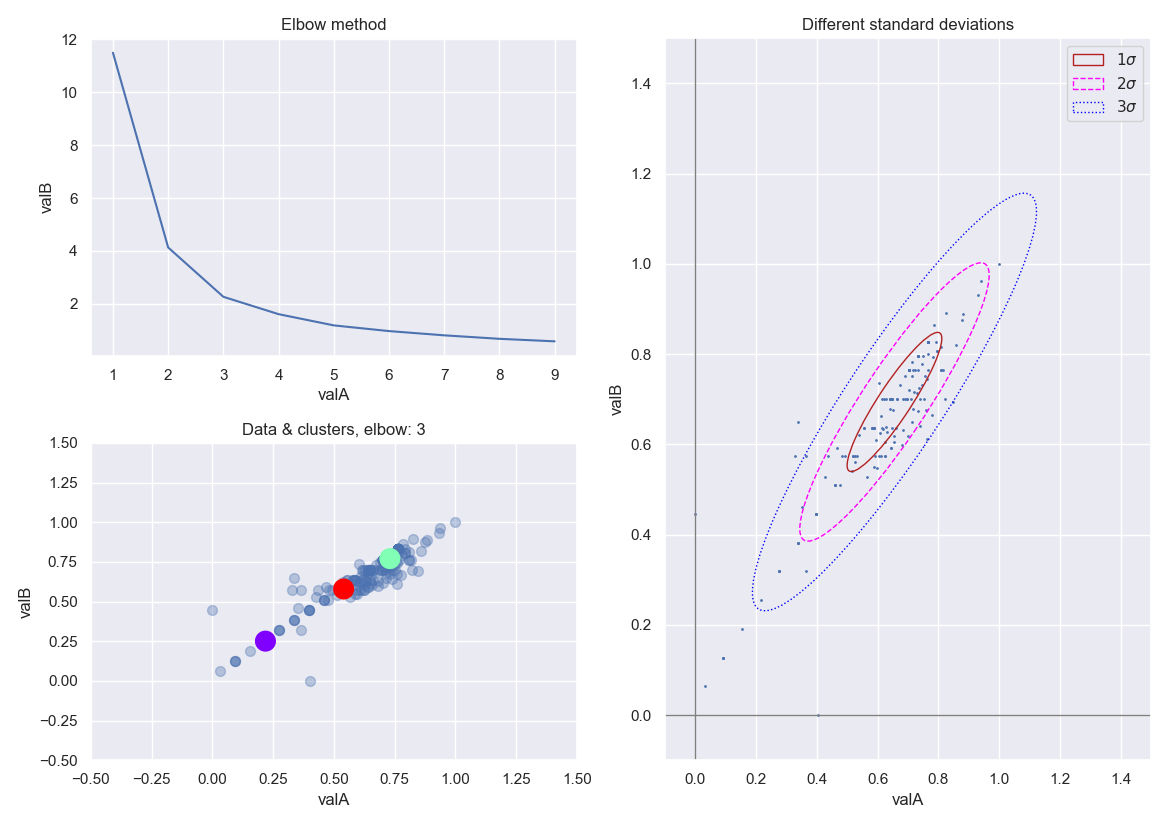 Elbow method
12
10
8
6
4
2
valB
1 2 3 4 5 6 7 8 9
valA
Data & clusters, elbow: 3
1.50
1.25
1.00
0.75
0.50
0.25
0.00
−0.25
−0.50
valB
−0.50 −0.25 0.00 0.25 0.50 0.75 1.00 1.25 1.50
valA
Different standard deviations
1σ
2σ
3σ
1.4
1.2
1.0
0.8
0.6
0.4
0.2
0.0
valB
0.0 0.2 0.4 0.6 0.8 1.0 1.2 1.4
valA